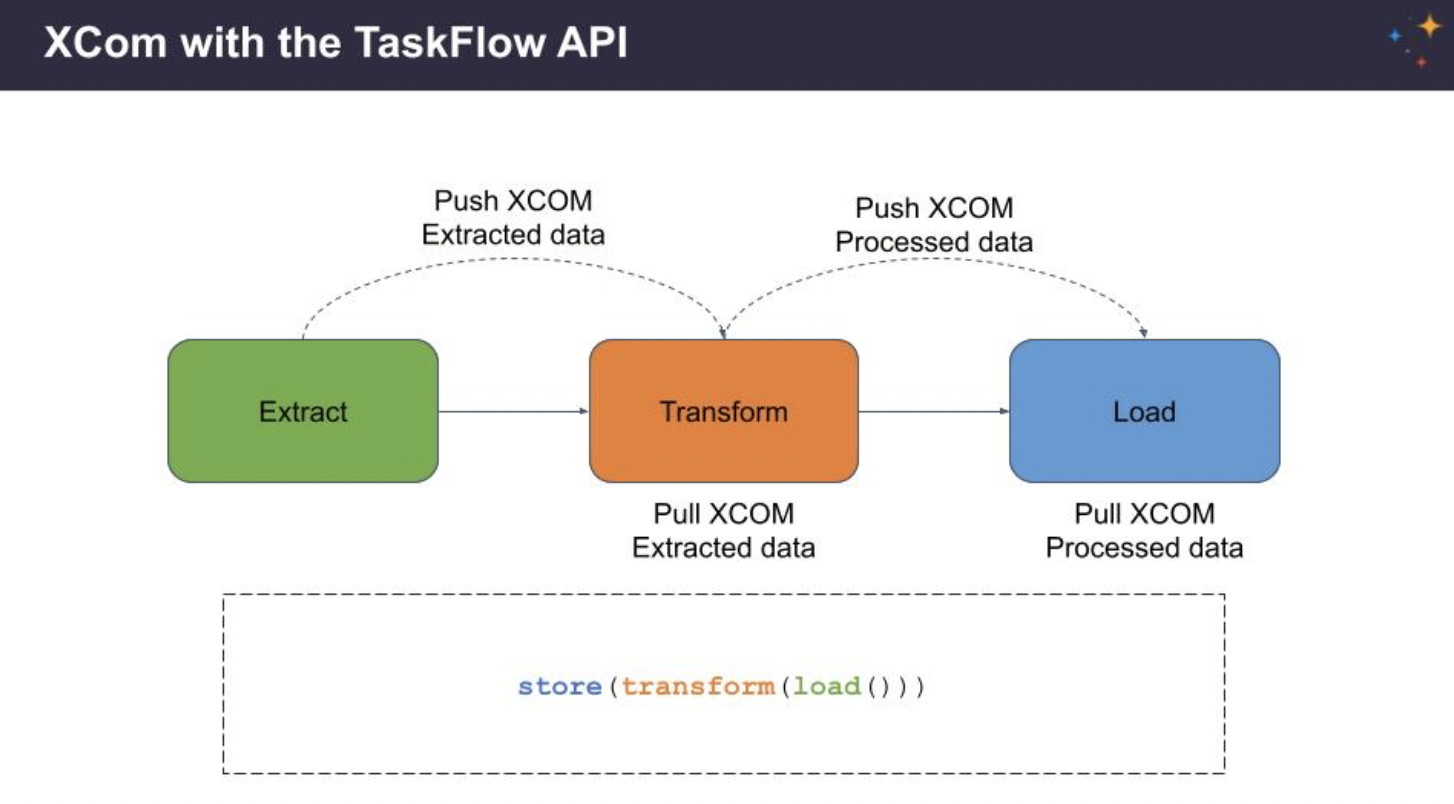 XCom with the TaskFlow API
Push XCOM
Extracted data
Push XCOM
Processed data
Extract
Transform
Load
Pull XCOM
Extracted data
Pull XCOM
Processed data
store(transform(load()))